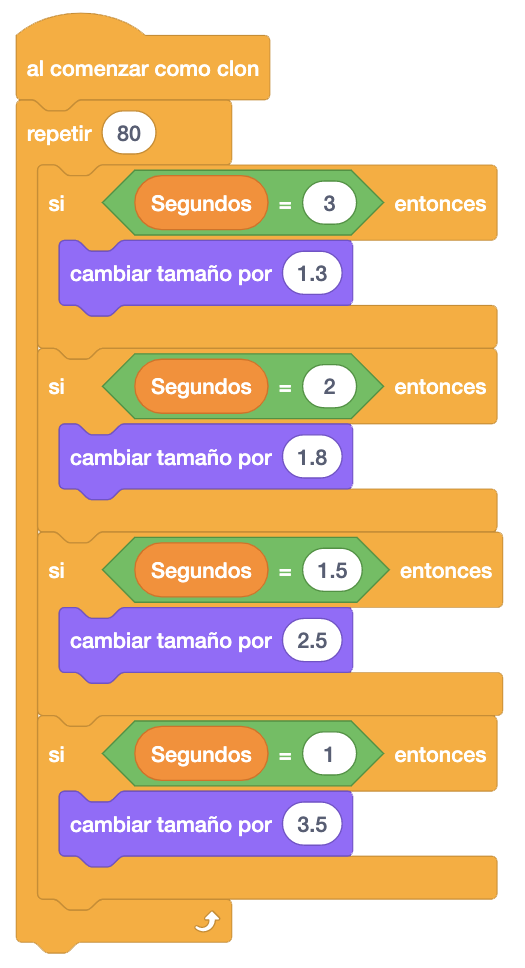 al comenzar como clon
repetir 80
si Segundos = 3 entonces
cambiar tamaño por 1.3
si Segundos = 2 entonces
cambiar tamaño por 1.8
si Segundos = 1.5 entonces
cambiar tamaño por 2.5
si Segundos = 1 entonces
cambiar tamaño por 3.5